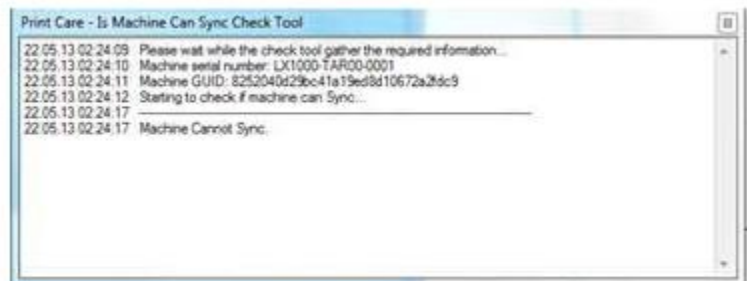 Print Care - Is Machine Can Sync Check Tool
22.05.13 02:24:09 Please wait while the check tool gather the required information...
22.05.13 02:24:10 Machine serial number: LX1000-TAR00-0001
22.05.13 02:24:11 Machine GUID: 8252040d29bc41a19ed8d10672a2fdc9
22.05.13 02:24:12 Starting to check if machine can Sync...
22.05.13 02:24:17
22.05.13 02:24:17 Machine Cannot Sync.